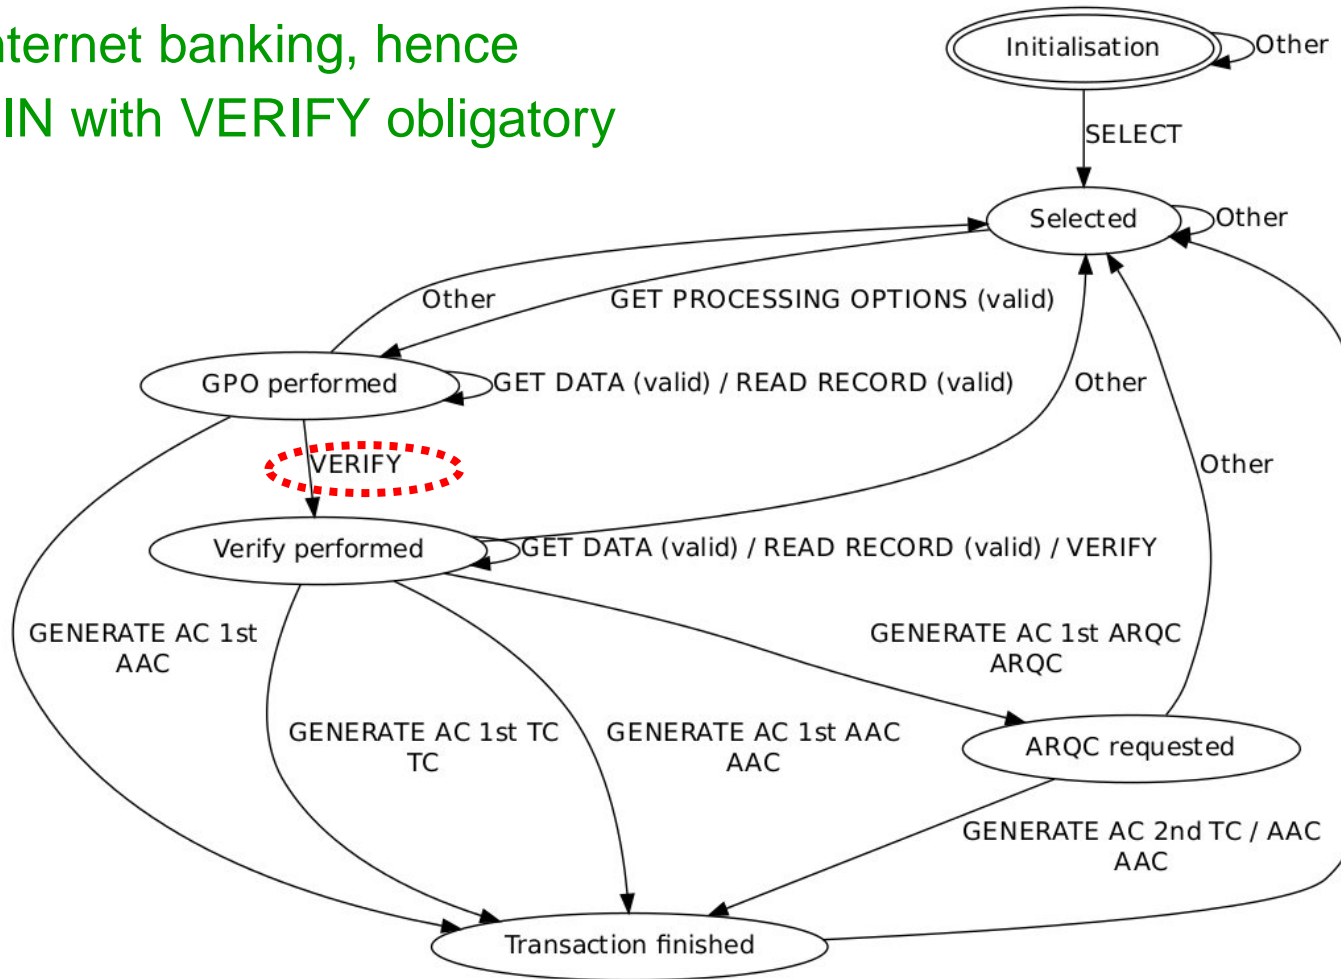 nternet banking, hence
IN with VERIFY obligatory
Initialisation
Other
SELECT
Selected
Other
Other
GET PROCESSING OPTIONS (valid)
GPO performed
GET DATA (valid) / READ RECORD (valid)
Other
VERIFY
Other
Verify performed
GET DATA (valid) / READ RECORD (valid) / VERIFY
GENERATE AC 1st
AAC
GENERATE AC 1st ARQC
ARQC
GENERATE AC 1st TC
TC
GENERATE AC 1st AAC
AAC
ARQC requested
GENERATE AC 2nd TC / AAC
AAC
Transaction finished